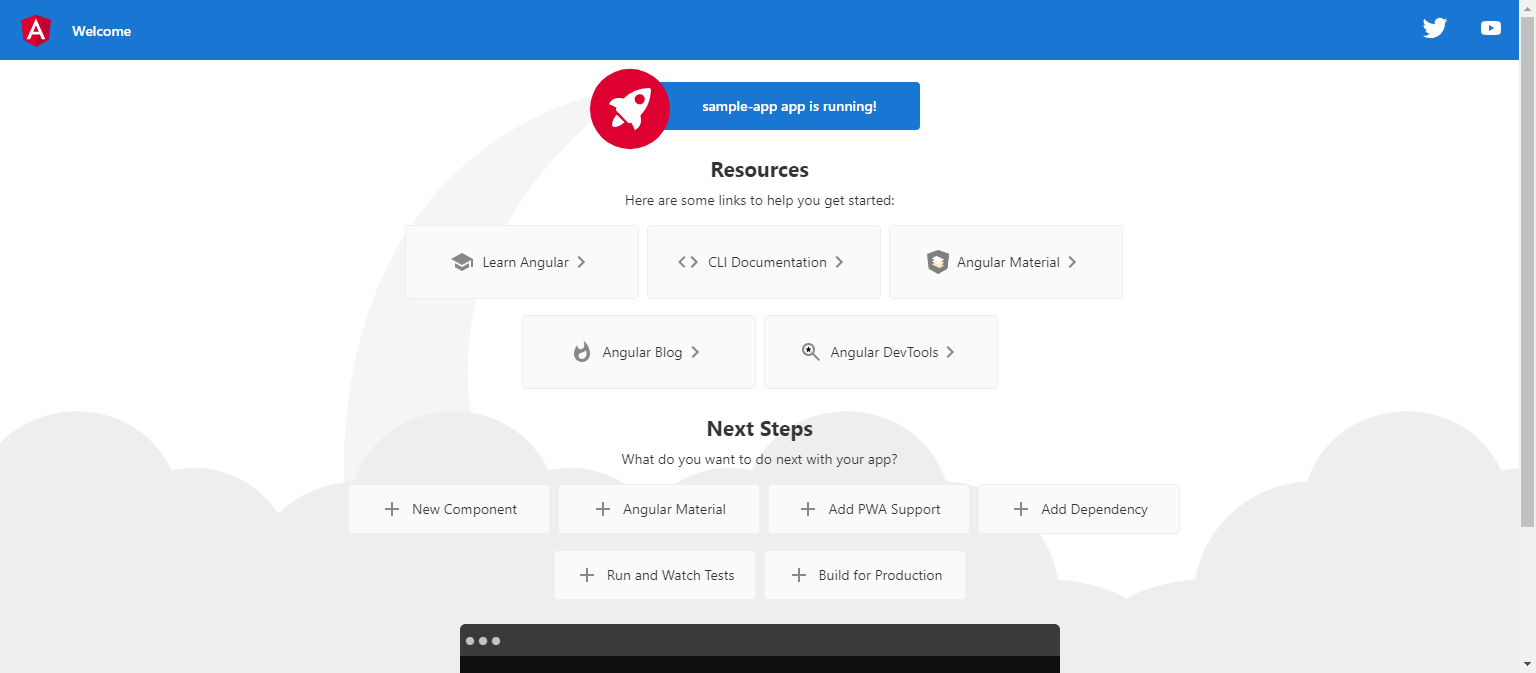 Welcome
sample-app app is running!
Resources
Here are some links to help you get started:
Learn Angular
CLI Documentation
Angular Material
Angular Blog
Angular DevTools
Next Steps
What do you want to do next with your app?
New Component
Angular Material
Add PWA Support
Add Dependency
Run and Watch Tests
Build for Production